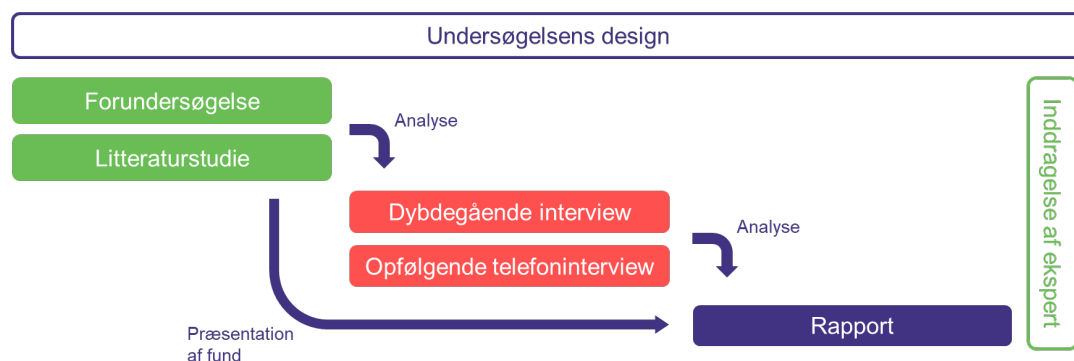 Undersøgelsens design
Forundersøgelse
Litteraturstudie
Analyse
Dybdegående interview
Opfølgende telefoninterview
Analyse
Præsentation
af fund
Rapport
Inddragelse af ekspert